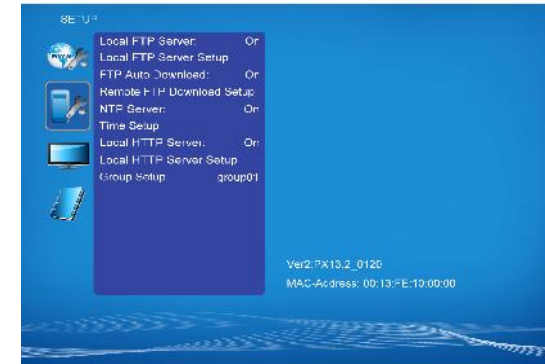 SETUP
Local FTP Server: On
Local FTP Server Setup
FTP Auto Download: On
Remote FTP Download Setup
NTP Server: On
Time Setup
Local HTTP Server: On
Local HTTP Server Setup
Group Setup group01
Ver2:PX13.2_0120
MAC-Address: 00:13:FE:10:00:00